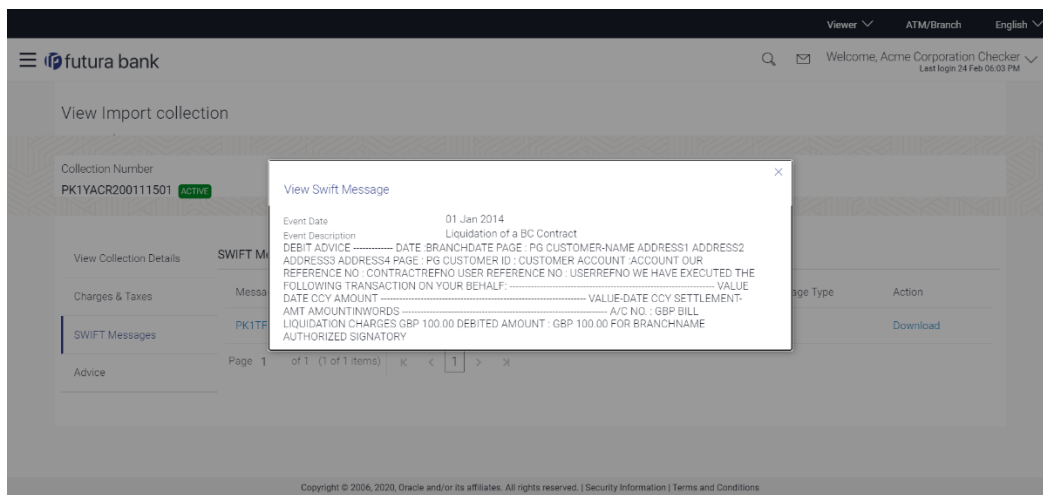 Viewer ATM/Branch English
futura bank
Welcome, Acme Corporation Checker
Last login 24 Feb 06:03 PM
View Import collection
Collection Number
PK1YACR200111501 ACTIVE
View Swift Message
Event Date 01 Jan 2014
Event Description Liquidation of a BC Contract
DEBIT ADVICE ------------- DATE :BRANCHDATE PAGE : PG CUSTOMER-NAME ADDRESS1 ADDRESS2
ADDRESS3 ADDRESS4 PAGE : PG CUSTOMER ID : CUSTOMER ACCOUNT :ACCOUNT OUR
REFERENCE NO : CONTRACTREFNO USER REFERENCE NO : USERREFNO WE HAVE EXECUTED THE
FOLLOWING TRANSACTION ON YOUR BEHALF: ------------------------------------------------------------------ VALUE
DATE CCY AMOUNT ------------------------------------------------------------------ VALUE-DATE CCY SETTLEMENT-
AMT AMOUNTINWORDS ------------------------------------------------------------------ A/C NO. : GBP BILL
LIQUIDATION CHARGES GBP 100.00 DEBITED AMOUNT : GBP 100.00 FOR BRANCHNAME
AUTHORIZED SIGNATORY
View Collection Details
Charges & Taxes
SWIFT Messages
Advice
SWIFT
Action
Download
Page 1 of 1 (1 of 1 items) 1
Copyright © 2006, 2020, Oracle and/or its affiliates. All rights reserved. | Security Information | Terms and Conditions